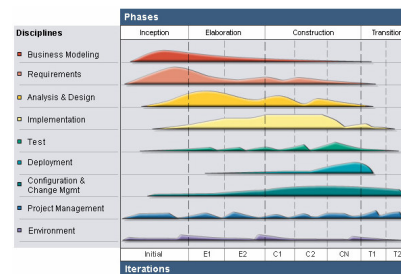 Phases
Disciplines
Inception Elaboration Construction Transition
Business Modeling
Requirements
Analysis & Design
Implementation
Test
Deployment
Configuration &
Change Mgmt
Project Management
Environment
Initial E1 E2 C1 C2 CN T1 T2
Iterations